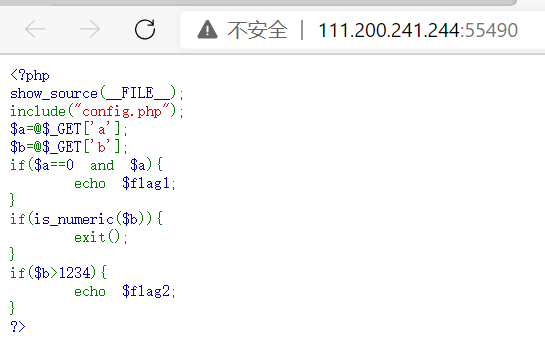 不安全 | 111.200.241.244:55490
<?php
show_source(__FILE__);
include("config.php");
$a=@$_GET['a'];
$b=@$_GET['b'];
if($a==0 and $a){
echo $flag1;
}
if(is_numeric($b)){
exit();
}
if($b>1234){
echo $flag2;
}
?>